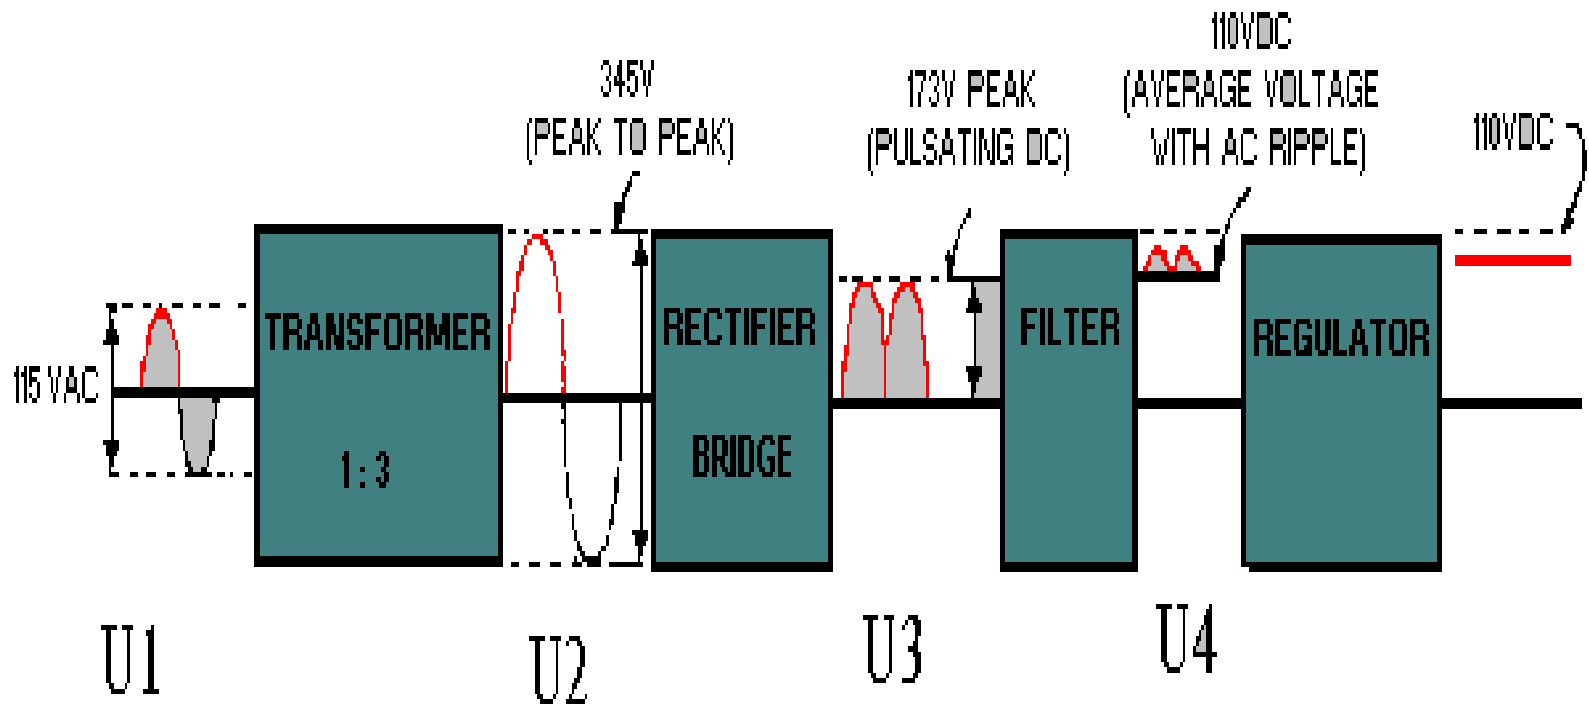 345V
(PEAK TO PEAK)
173V PEAK
(PULSATING DC)
110VDC
(AVERAGE VOLTAGE
WITH AC RIPPLE)
110VDC
115 VAC
TRANSFORMER
1 : 3
RECTIFIER
BRIDGE
FILTER
REGULATOR
U1
U2
U3
U4